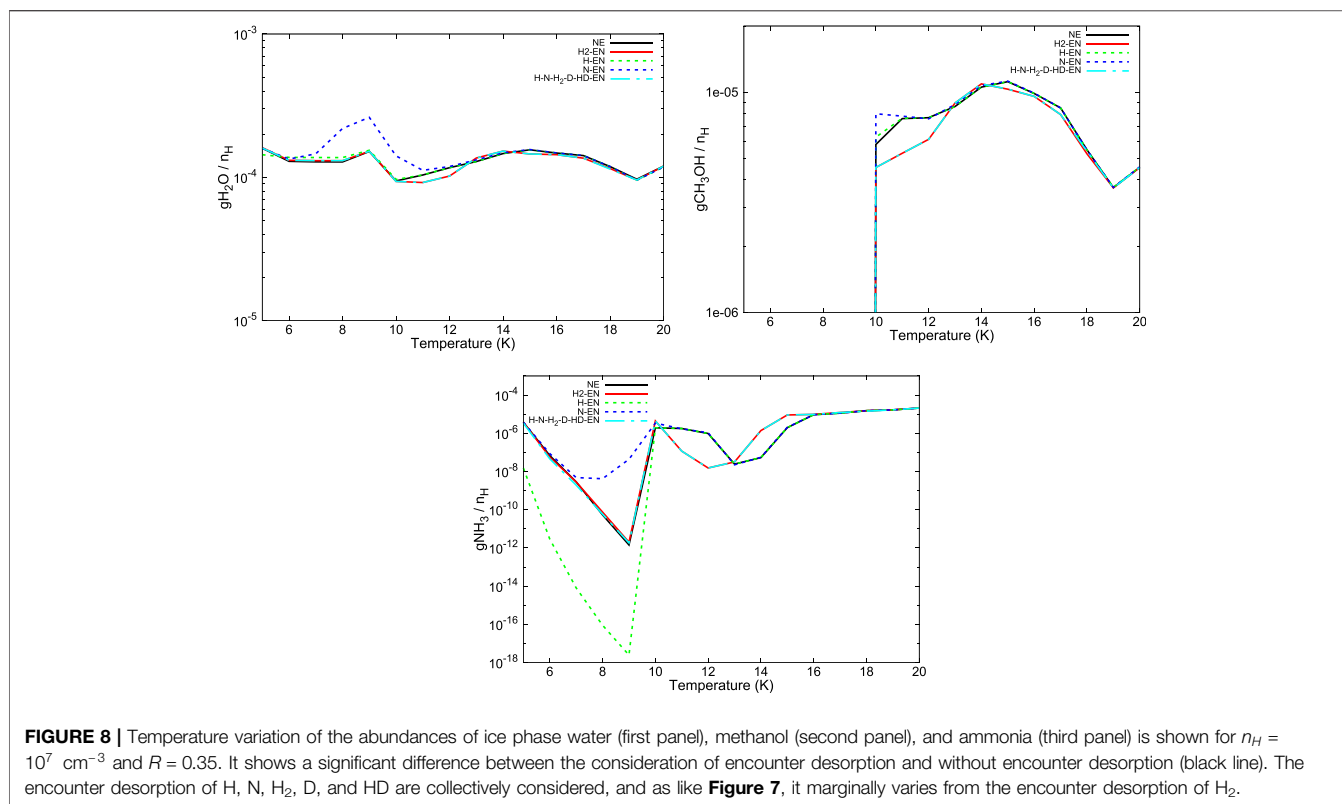 10⁻³
10⁻⁴
10⁻⁵
gH₂O / n_H
NE
H2-EN
H-EN
N-EN
H-N-H₂-D-HD-EN
6 8 10 12 14 16 18 20
Temperature (K)
1e-05
1e-06
gCH₃OH / n_H
NE
H2-EN
H-EN
N-EN
H-N-H₂-D-HD-EN
6 8 10 12 14 16 18 20
Temperature (K)
10⁻⁴
10⁻⁶
10⁻⁸
10⁻¹⁰
10⁻¹²
10⁻¹⁴
10⁻¹⁶
10⁻¹⁸
gNH₃ / n_H
NE
H2-EN
H-EN
N-EN
H-N-H₂-D-HD-EN
6 8 10 12 14 16 18 20
Temperature (K)
FIGURE 8 | Temperature variation of the abundances of ice phase water (first panel), methanol (second panel), and ammonia (third panel) is shown for n_H =
10⁷ cm⁻³ and R = 0.35. It shows a significant difference between the consideration of encounter desorption and without encounter desorption (black line). The
encounter desorption of H, N, H₂, D, and HD are collectively considered, and as like Figure 7, it marginally varies from the encounter desorption of H₂.